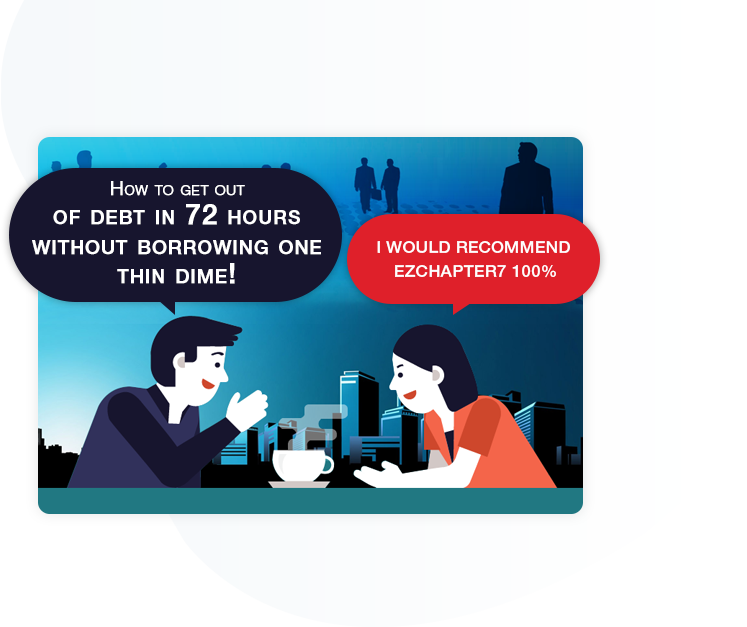 How to get out
of debt in 72 hours
without borrowing one
thin dime!
I WOULD RECOMMEND
EZCHAPTER7 100%